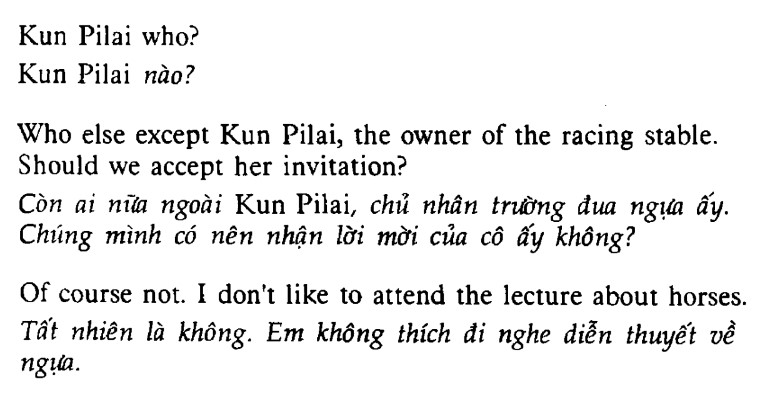 Kun Pilai who?
Kun Pilai nào?
Who else except Kun Pilai, the owner of the racing stable.
Should we accept her invitation?
Còn ai nữa ngoài Kun Pilai, chủ nhân trường đua ngựa ấy.
Chúng mình có nên nhận lời mời của cô ấy không?
Of course not. I don't like to attend the lecture about horses.
Tất nhiên là không. Em không thích đi nghe diễn thuyết về
ngựa.